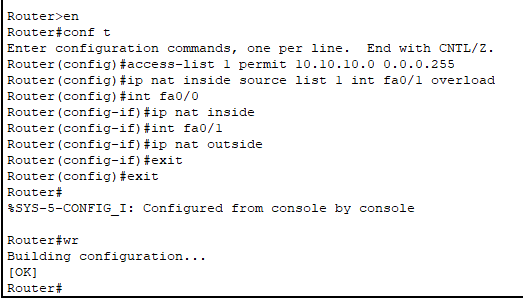 Router>en
Router#conf t
Enter configuration commands, one per line.  End with CNTL/Z.
Router(config)#access-list 1 permit 10.10.10.0 0.0.0.255
Router(config)#ip nat inside source list 1 int fa0/1 overload
Router(config)#int fa0/0
Router(config-if)#ip nat inside
Router(config-if)#int fa0/1
Router(config-if)#ip nat outside
Router(config-if)#exit
Router(config)#exit
Router#
%SYS-5-CONFIG_I: Configured from console by console
Router#wr
Building configuration...
[OK]
Router#